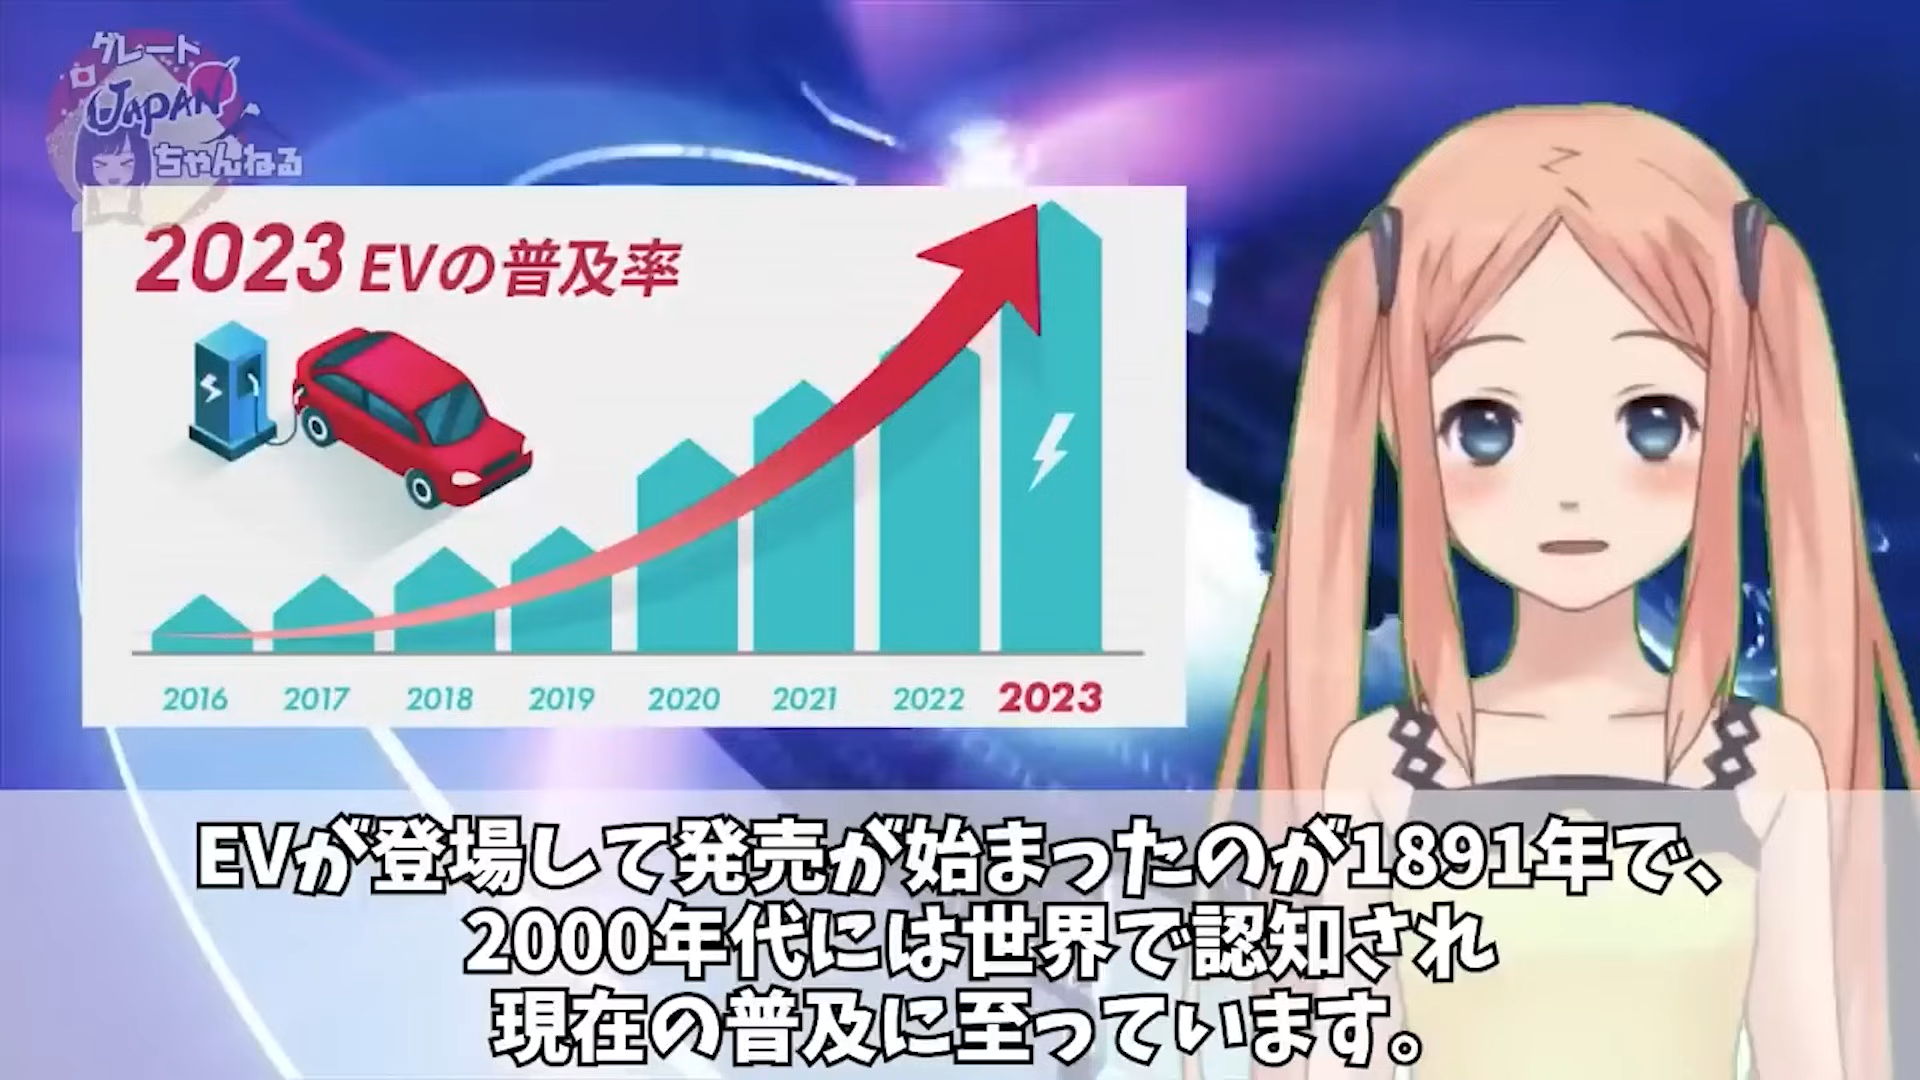 グレート
JAPAN
ちゃんねる
2023 EVの普及率
2016 2017 2018 2019 2020 2021 2022 2023
EVが登場して発売が始まったのが1891年で、
2000年代には世界で認知され
現在の普及に至っています。